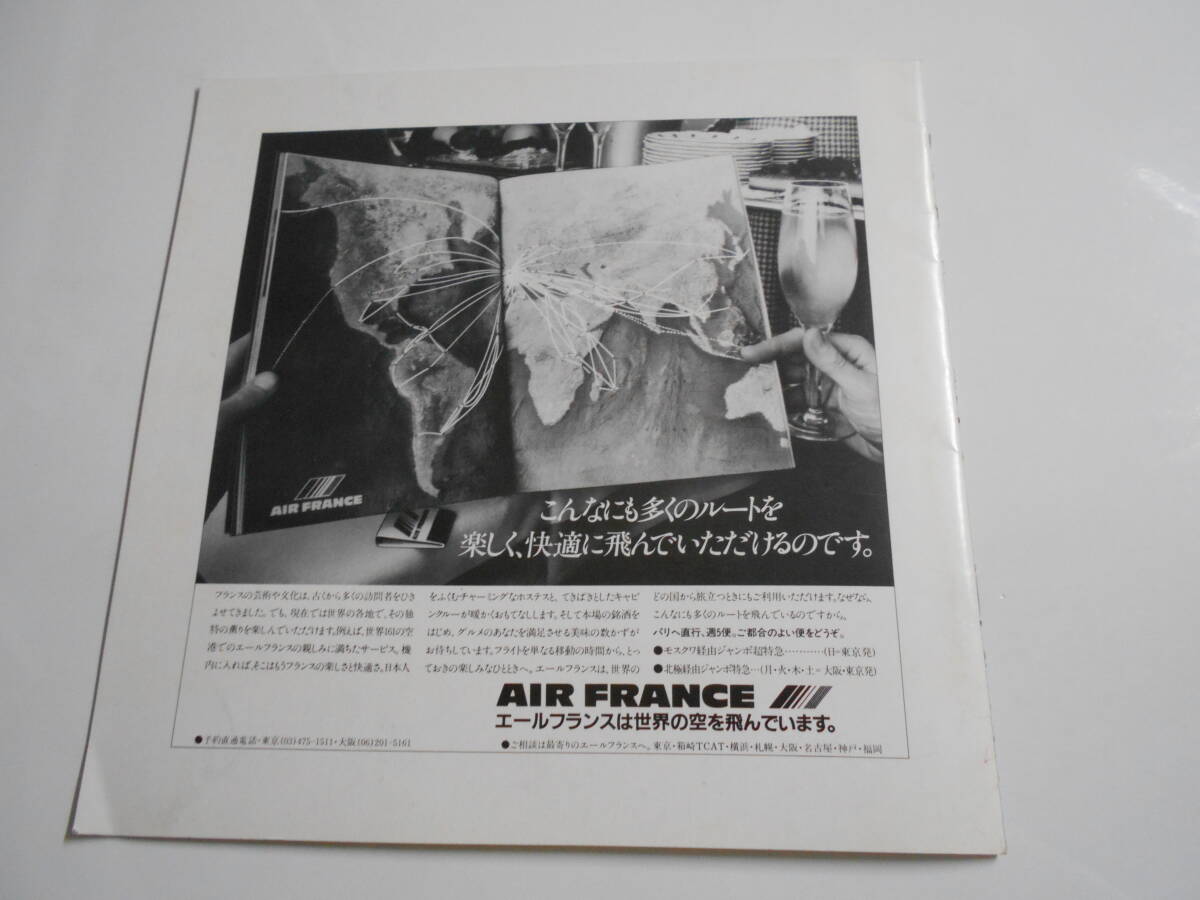 AIR FRANCE
こんなにも多くのルートを
楽しく、快適に飛んでいただけるのです。
フランスの芸術や文化は、古くから多くの訪問者をひき
よせてきました。でも、現在では世界の各地で、その独
特の薫りを楽しんでいただけます。例えば、世界161の空
港でのエールフランスの親しみに満ちたサービス。機
内に入れば、そこはもうフランスの楽しさと快適さ。日本人
をふくむチャーミングなホステスと、てきぱきとしたキャビ
ンクルーが暖かくおもてなしします。そして本場の銘酒を
はじめ、グルメのあなたを満足させる美味の数かずが
お待ちしています。フライトを単なる移動の時間から、とっ
ておきの楽しみなひとときへ。エールフランスは、世界の
どの国から旅立つときにもご利用いただけます。なぜなら、
こんなにも多くのルートを飛んでいるのですから。
パリへ直行、週5便。ご都合のよい便をどうぞ。
●モスクワ経由ジャンボ超特急…………(日=東京発)
●北極経由ジャンボ特急…(月・火・木・土=大阪・東京発)
AIR FRANCE
エールフランスは世界の空を飛んでいます。
●予約直通電話・東京(03)475-1511・大阪(06)201-5161
●ご相談は最寄りのエールフランスへ。東京・箱崎TCAT・横浜・札幌・大阪・名古屋・神戸・福岡